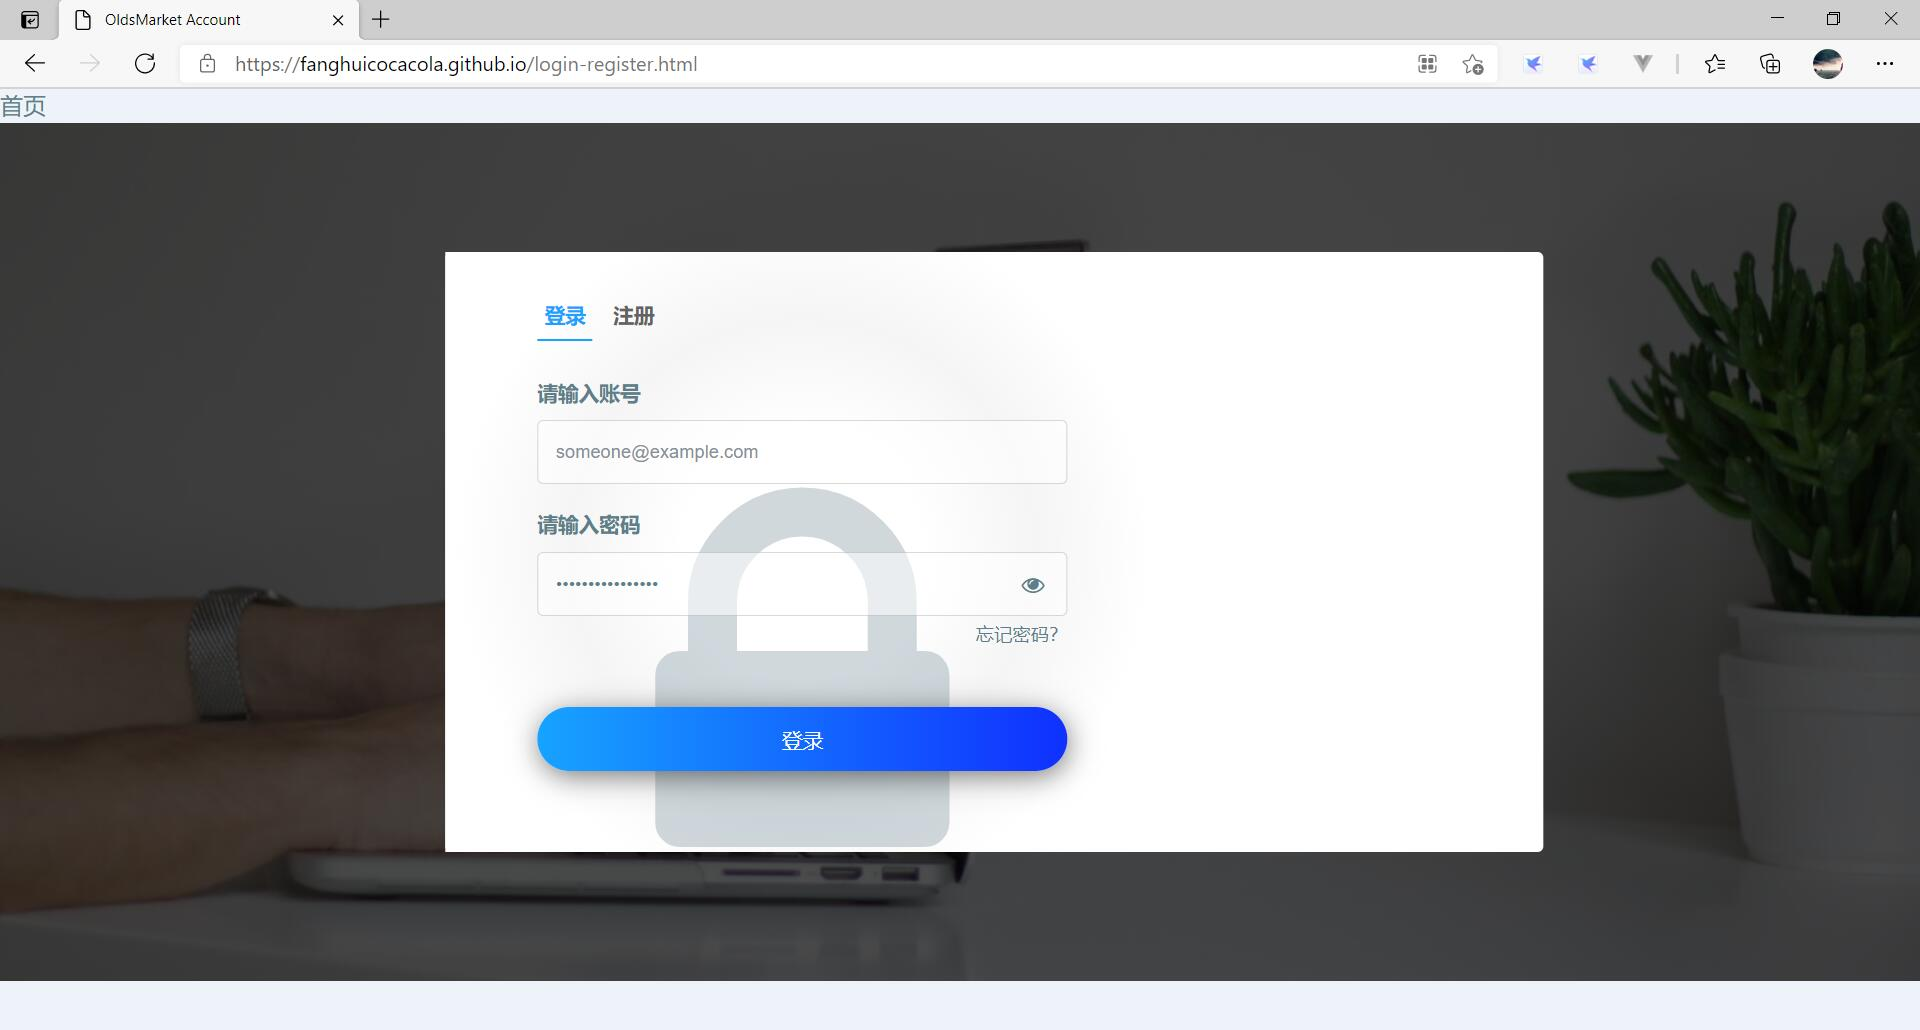 OldsMarket Account
https://fanghuicocacola.github.io/login-register.html
首页
登录 注册
请输入账号
someone@example.com
请输入密码
••••••••••••••••
忘记密码?
登录